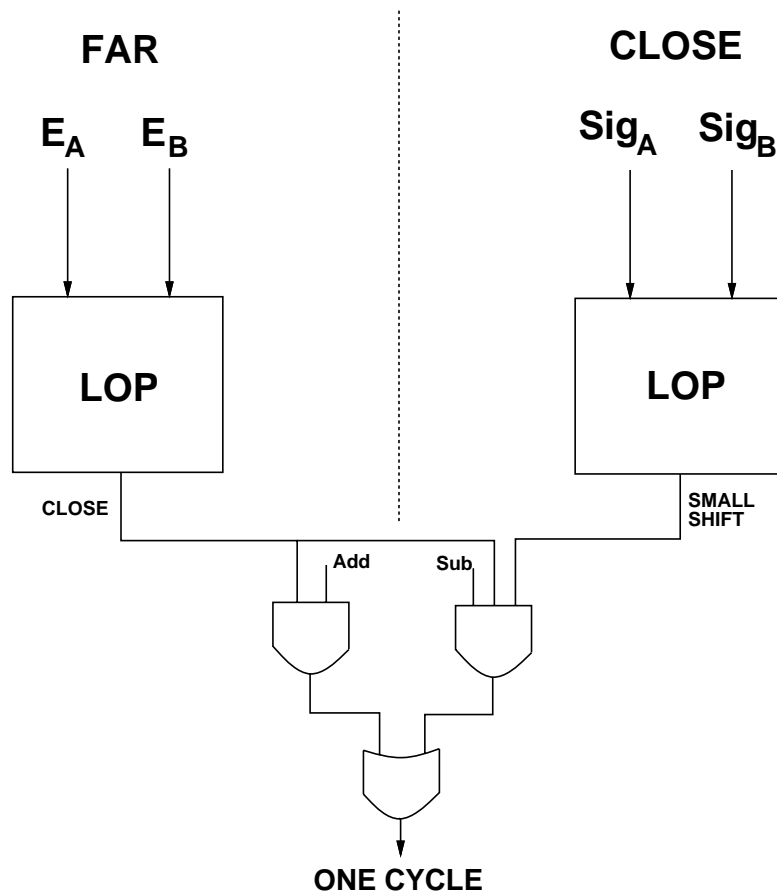 FAR
CLOSE
E_A E_B
Sig_A Sig_B
LOP
LOP
CLOSE
SMALL
SHIFT
Add
Sub
ONE CYCLE